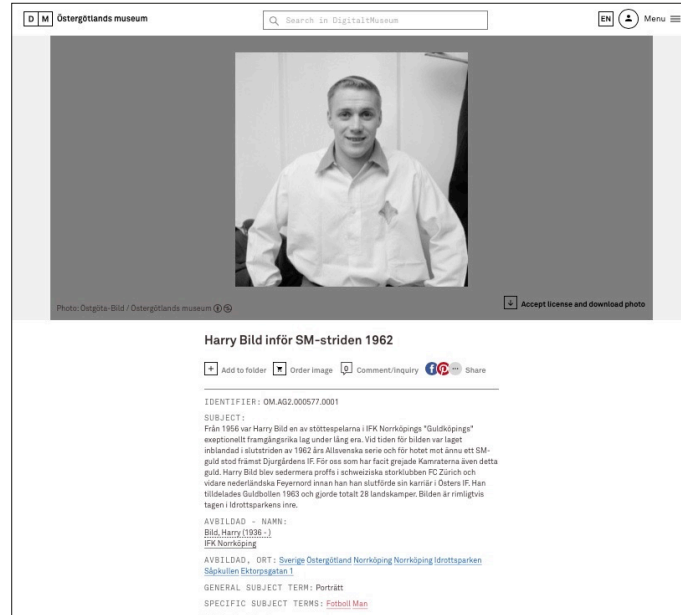 D M Östergötlands museum
Search in DigitaltMuseum
EN Menu
Photo: Östgöta-Bild / Östergötlands museum
Accept license and download photo
Harry Bild inför SM-striden 1962
+ Add to folder Order image 0 Comment/inquiry Share
IDENTIFIER: OM.AG2.000577.0001
SUBJECT:
Från 1956 var Harry Bild en av stöttespelarna i IFK Norrköpings "Guldköpings"
exeptionellt framgångsrika lag under lång era. Vid tiden för bilden var laget
inblandad i slutstriden av 1962 års Allsvenska serie och för hotet mot ännu ett SM-
guld stod främst Djurgårdens IF. För oss som har facit grejade Kamraterna även detta
guld. Harry Bild blev sedermera proffs i schweiziska storklubben FC Zürich och
vidare nederländska Feyernord innan han han slutförde sin karriär i Östers IF. Han
tilldelades Guldbollen 1963 och gjorde totalt 28 landskamper. Bilden är rimligtvis
tagen i Idrottsparkens inre.
AVBILDAD - NAMN:
Bild, Harry (1936 - )
IFK Norrköping
AVBILDAD, ORT: Sverige Östergötland Norrköping Norrköping Idrottsparken
Såpkullen Ektorpsgatan 1
GENERAL SUBJECT TERM: Porträtt
SPECIFIC SUBJECT TERMS: Fotboll Man